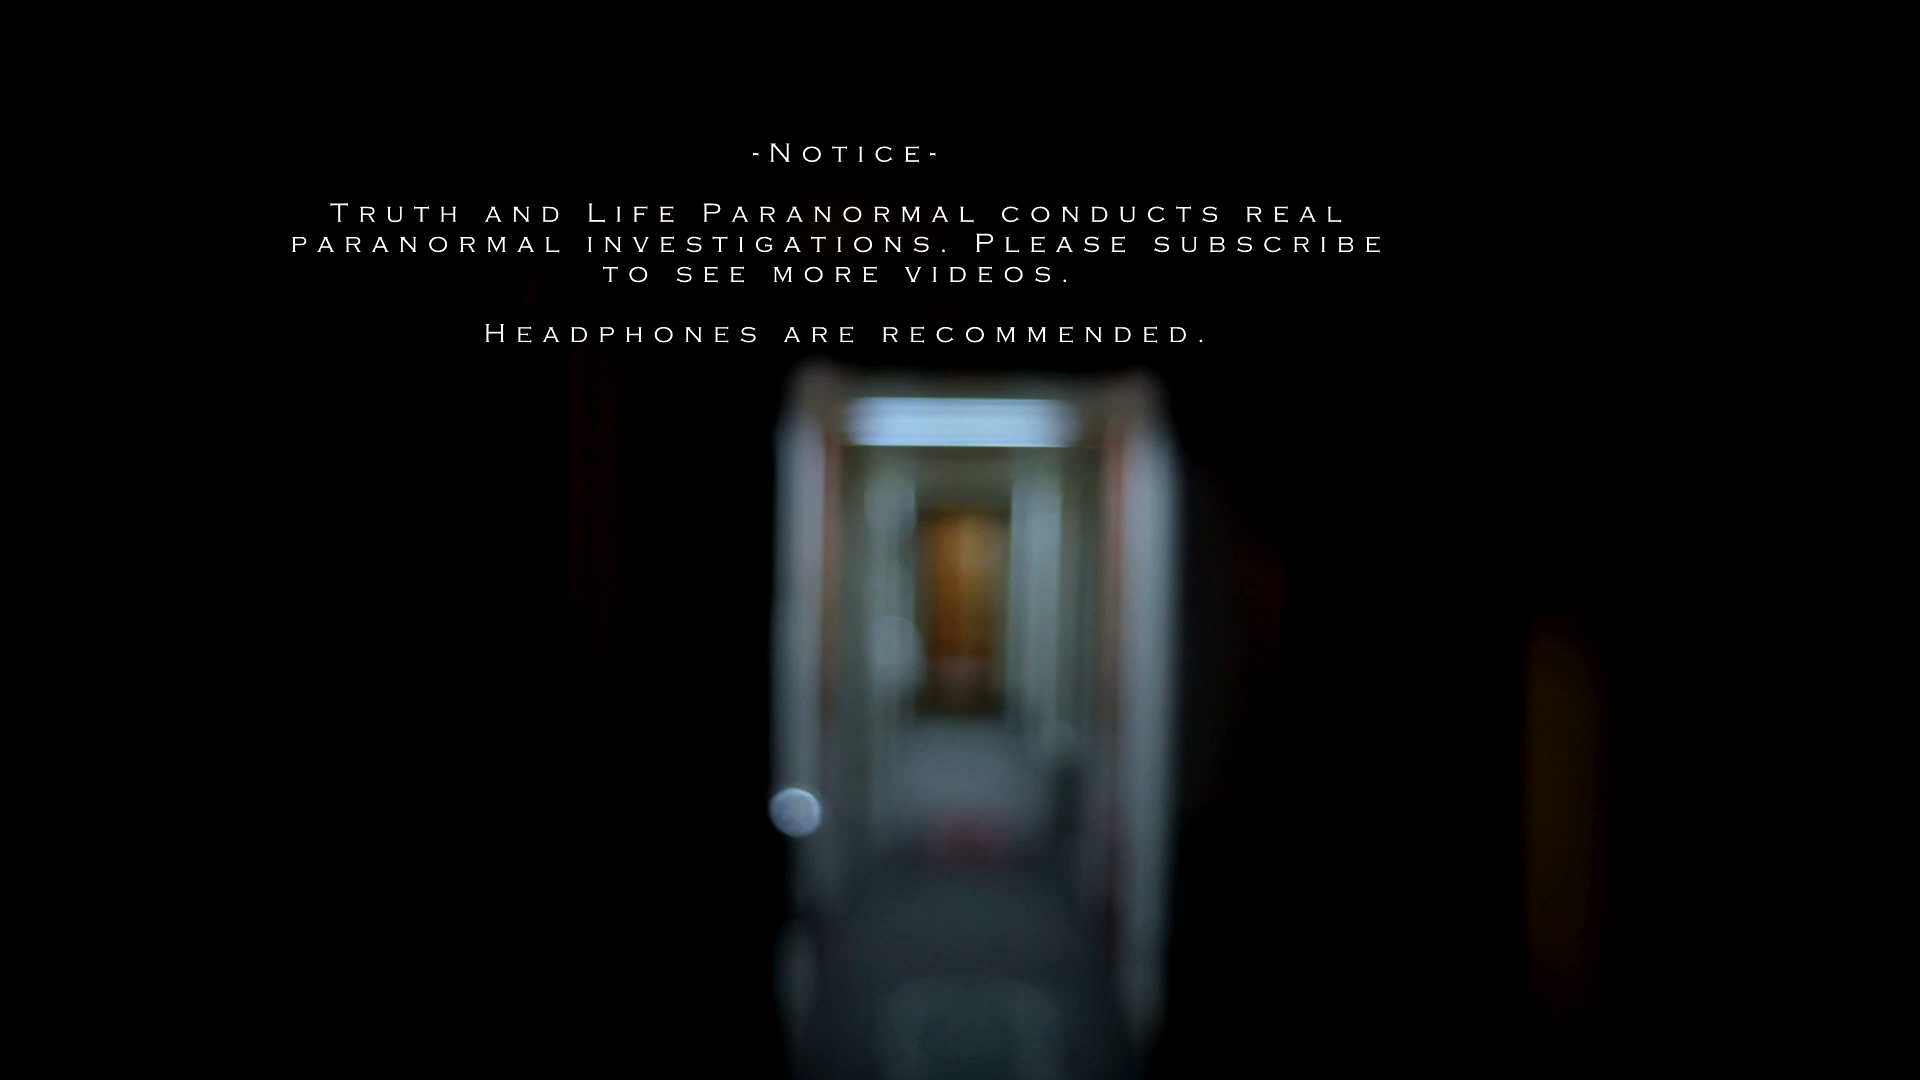 -Notice-
Truth and Life Paranormal conducts real
paranormal investigations. Please subscribe
to see more videos.
Headphones are recommended.